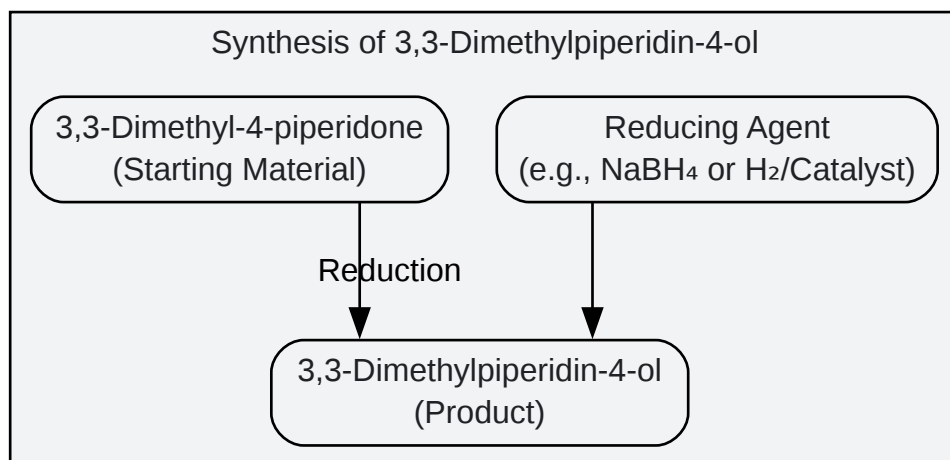 Synthesis of 3,3-Dimethylpiperidin-4-ol
3,3-Dimethyl-4-piperidone
(Starting Material)
Reducing Agent
(e.g., NaBH₄ or H₂/Catalyst)
Reduction
3,3-Dimethylpiperidin-4-ol
(Product)